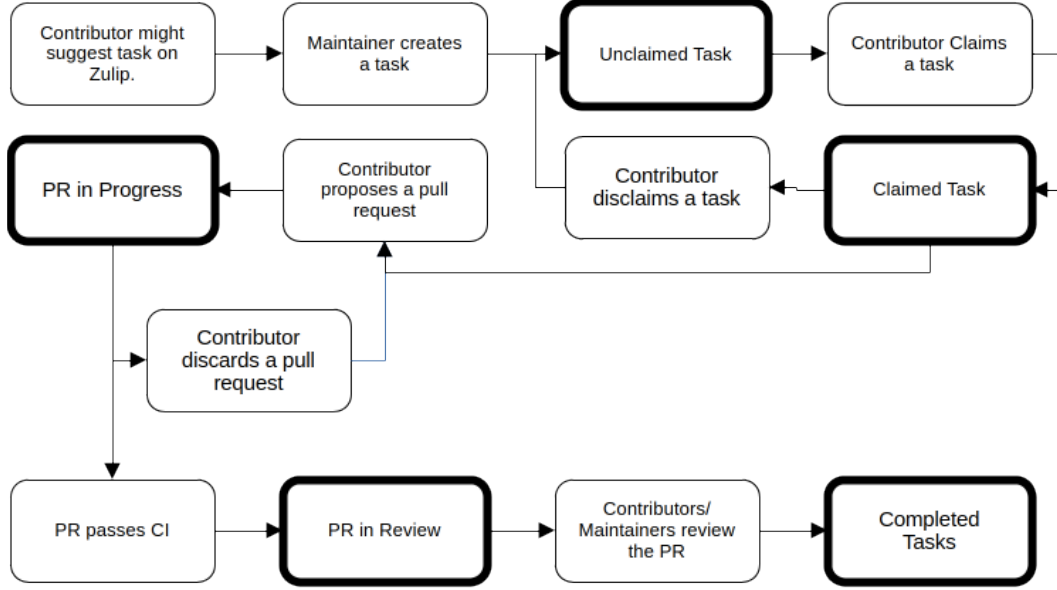 Contributor might
suggest task on
Zulip.
Maintainer creates
a task
Unclaimed Task
Contributor Claims
a task
PR in Progress
Contributor
proposes a pull
request
Contributor
disclaims a task
Claimed Task
Contributor
discards a pull
request
PR passes CI
PR in Review
Contributors/
Maintainers review
the PR
Completed
Tasks